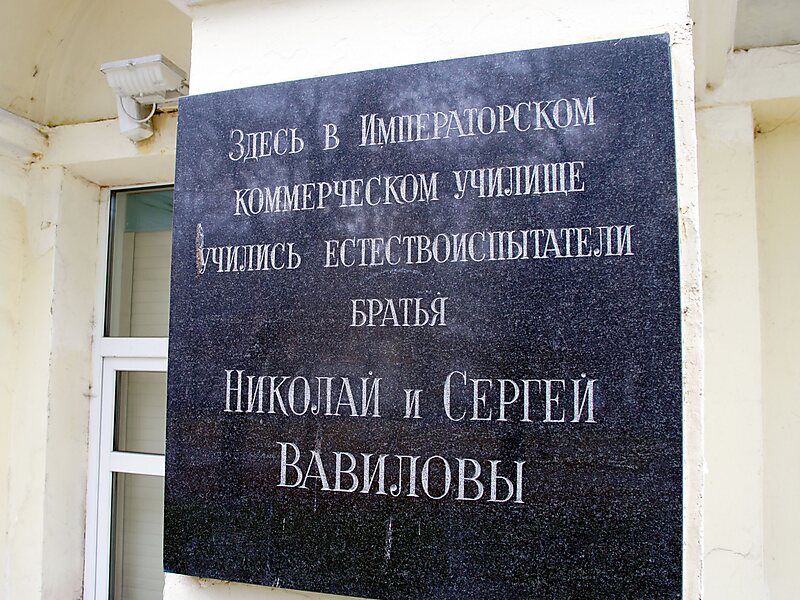 Здесь в Императорском
коммерческом училище
учились естествоиспытатели
братья
Николай и Сергей
Вавиловы